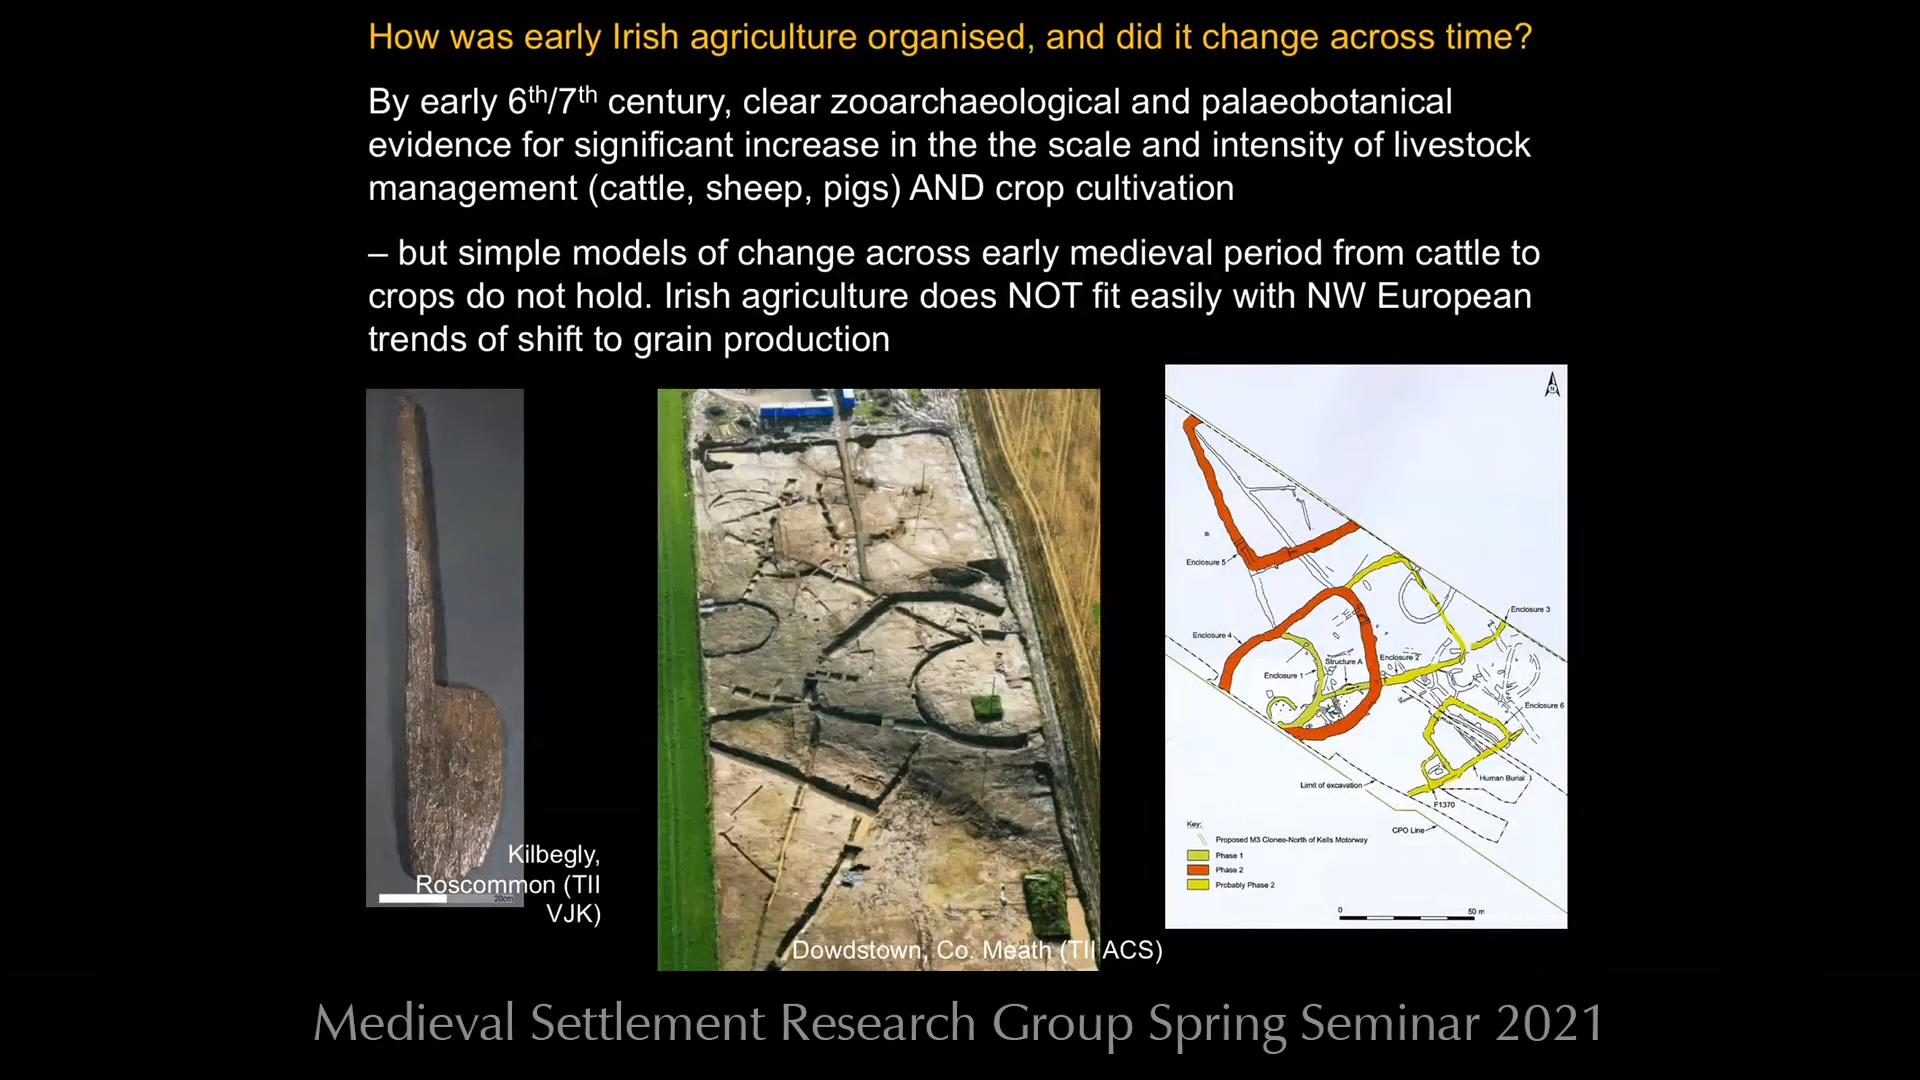 How was early Irish agriculture organised, and did it change across time?
By early 6th/7th century, clear zooarchaeological and palaeobotanical
evidence for significant increase in the the scale and intensity of livestock
management (cattle, sheep, pigs) AND crop cultivation
– but simple models of change across early medieval period from cattle to
crops do not hold. Irish agriculture does NOT fit easily with NW European
trends of shift to grain production
Kilbegly,
Roscommon (TII
VJK)
20cm
Dowdstown, Co. Meath (TII ACS)
N
Enclosure 5
Enclosure 3
Enclosure 4
Structure A
Enclosure 2
Enclosure 1
Enclosure 6
Human Burial 1
Limit of excavation
F1370
CPO Line
Key:
Proposed M3 Clonee-North of Kells Motorway
Phase 1
Phase 2
Probably Phase 2
0
50 m
Medieval Settlement Research Group Spring Seminar 2021